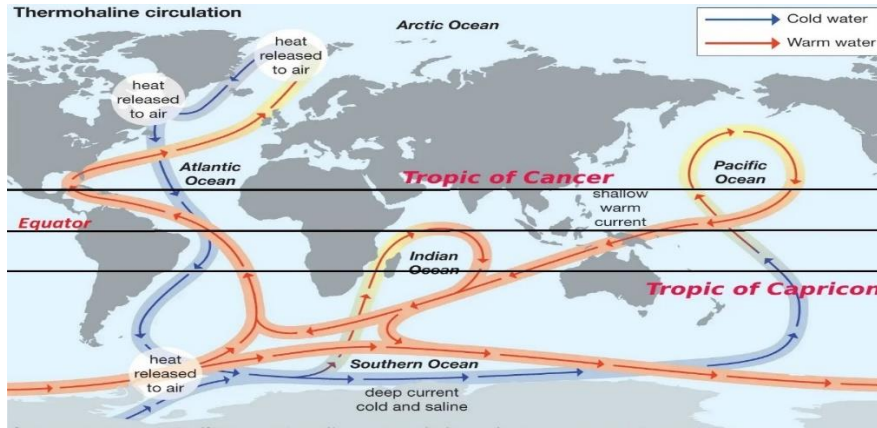 Thermohaline circulation
Arctic Ocean
Cold water
Warm water
heat
released
to air
heat
released
to air
Atlantic
Ocean
Tropic of Cancer
Pacific
Ocean
shallow
warm
current
Equator
Indian
Ocean
Tropic of Capricon
heat
released
to air
Southern Ocean
deep current
cold and saline